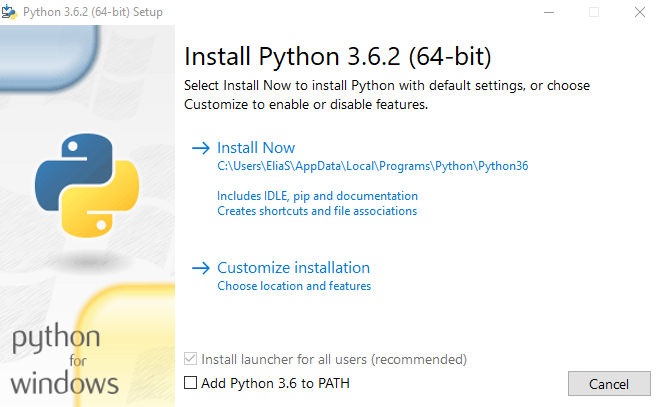 Python 3.6.2 (64-bit) Setup
Install Python 3.6.2 (64-bit)
Select Install Now to install Python with default settings, or choose
Customize to enable or disable features.
Install Now
C:\Users\EliaS\AppData\Local\Programs\Python\Python36
Includes IDLE, pip and documentation
Creates shortcuts and file associations
Customize installation
Choose location and features
python
for
windows
Install launcher for all users (recommended)
Add Python 3.6 to PATH
Cancel